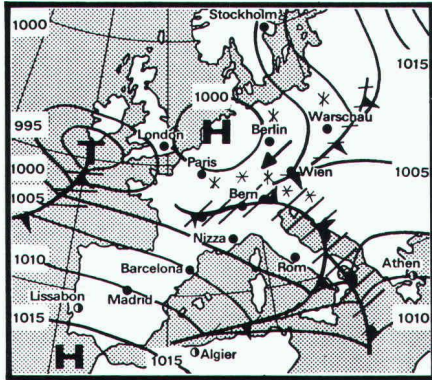 Stockholm
1000
1015
1000
995
London
Berlin
Warschau
H
T
Paris
1000
Wien
1005
1005
Bern
Nizza
1010
Barcelona
Rom
Athen
Lissabon
Madrid
1015
1010
H
1015
Algier